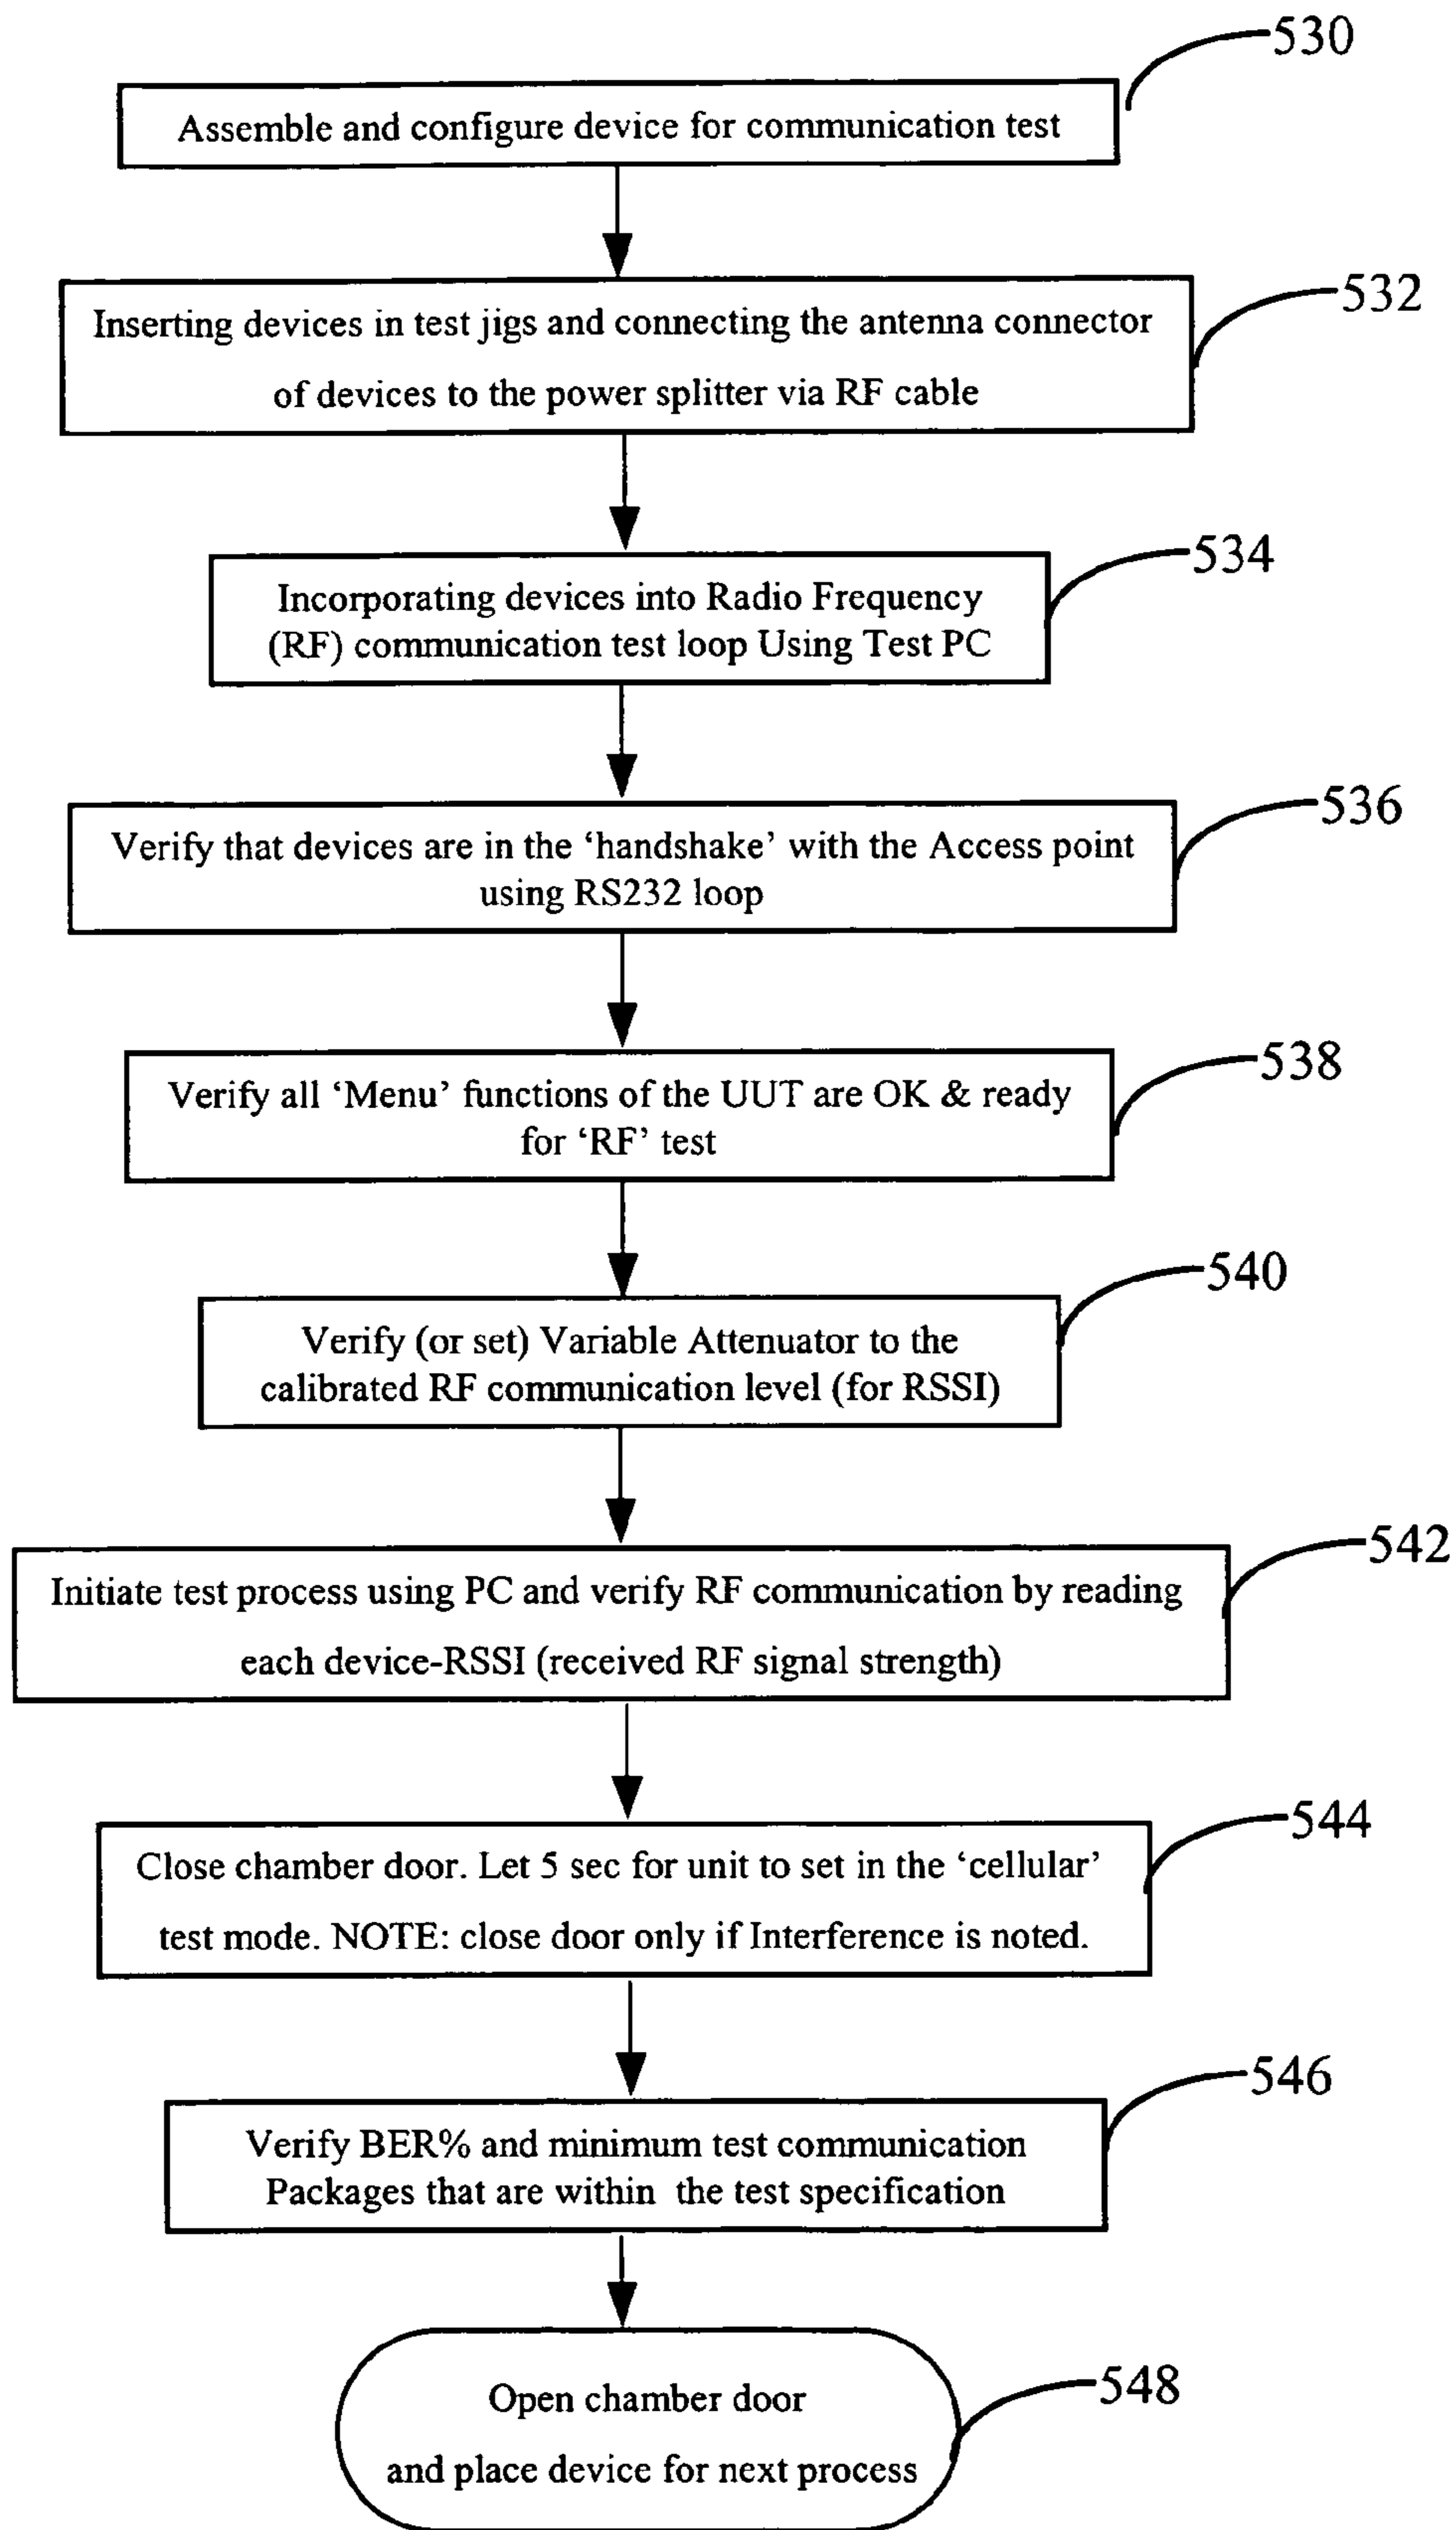 530
Assemble and configure device for communication test
532
Inserting devices in test jigs and connecting the antenna connector
of devices to the power splitter via RF cable
534
Incorporating devices into Radio Frequency
(RF) communication test loop Using Test PC
536
Verify that devices are in the ‘handshake’ with the Access point
using RS232 loop
538
Verify all ‘Menu’ functions of the UUT are OK & ready
for ‘RF’ test
540
Verify (or set) Variable Attenuator to the
calibrated RF communication level (for RSSI)
542
Initiate test process using PC and verify RF communication by reading
each device-RSSI (received RF signal strength)
544
Close chamber door. Let 5 sec for unit to set in the ‘cellular’
test mode. NOTE: close door only if Interference is noted.
546
Verify BER% and minimum test communication
Packages that are within the test specification
548
Open chamber door
and place device for next process